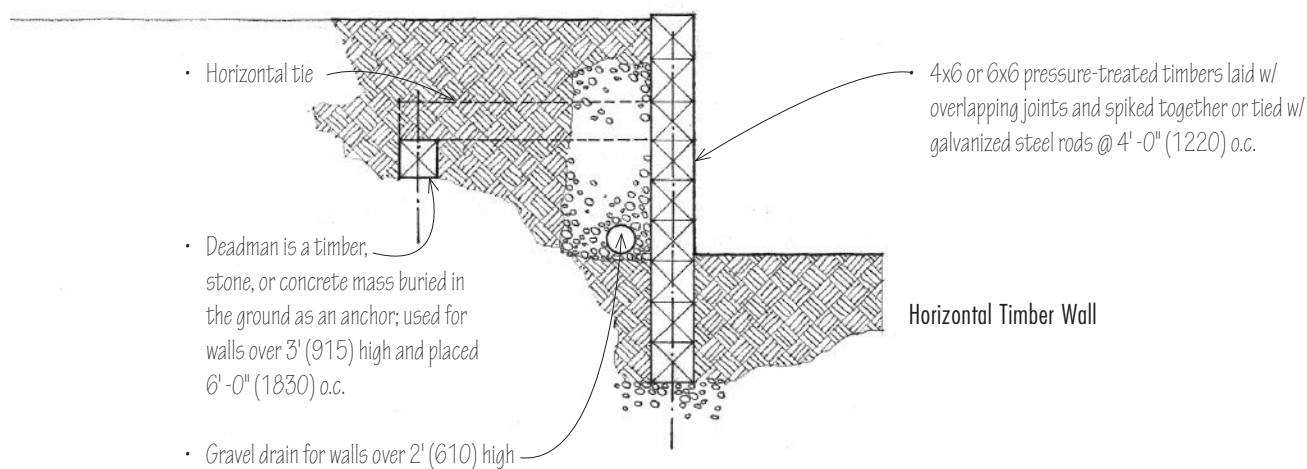 • Horizontal tie
• 4x6 or 6x6 pressure-treated timbers laid w/
overlapping joints and spiked together or tied w/
galvanized steel rods @ 4'-0" (1220) o.c.
• Deadman is a timber,
stone, or concrete mass buried in
the ground as an anchor; used for
walls over 3' (915) high and placed
6'-0" (1830) o.c.
Horizontal Timber Wall
• Gravel drain for walls over 2' (610) high